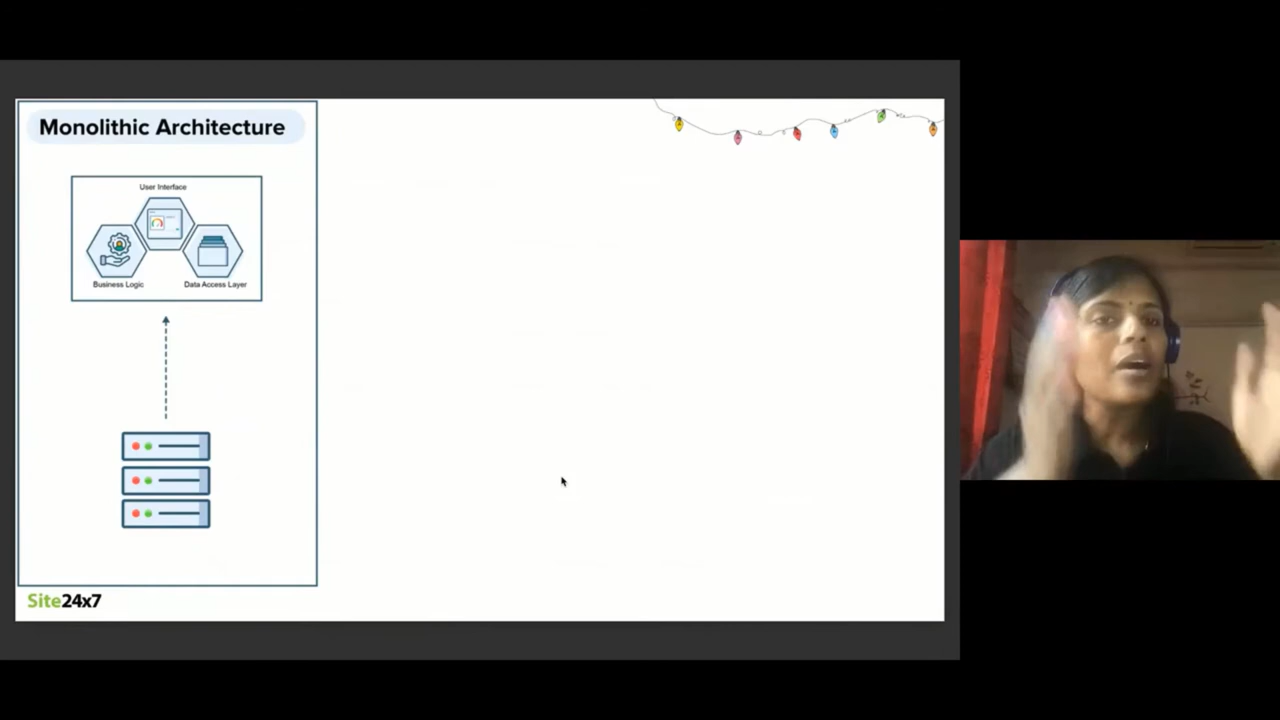 Monolithic Architecture
User Interface
Business Logic
Data Access Layer
Site24x7